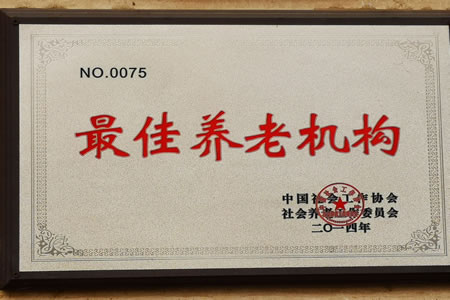 NO.0075
最佳养老机构
中国社会工作协会
社会养老 委员会
二〇一四年